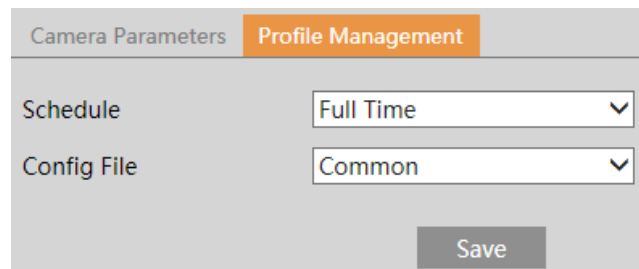 Camera Parameters Profile Management
Schedule Full Time
Config File Common
Save